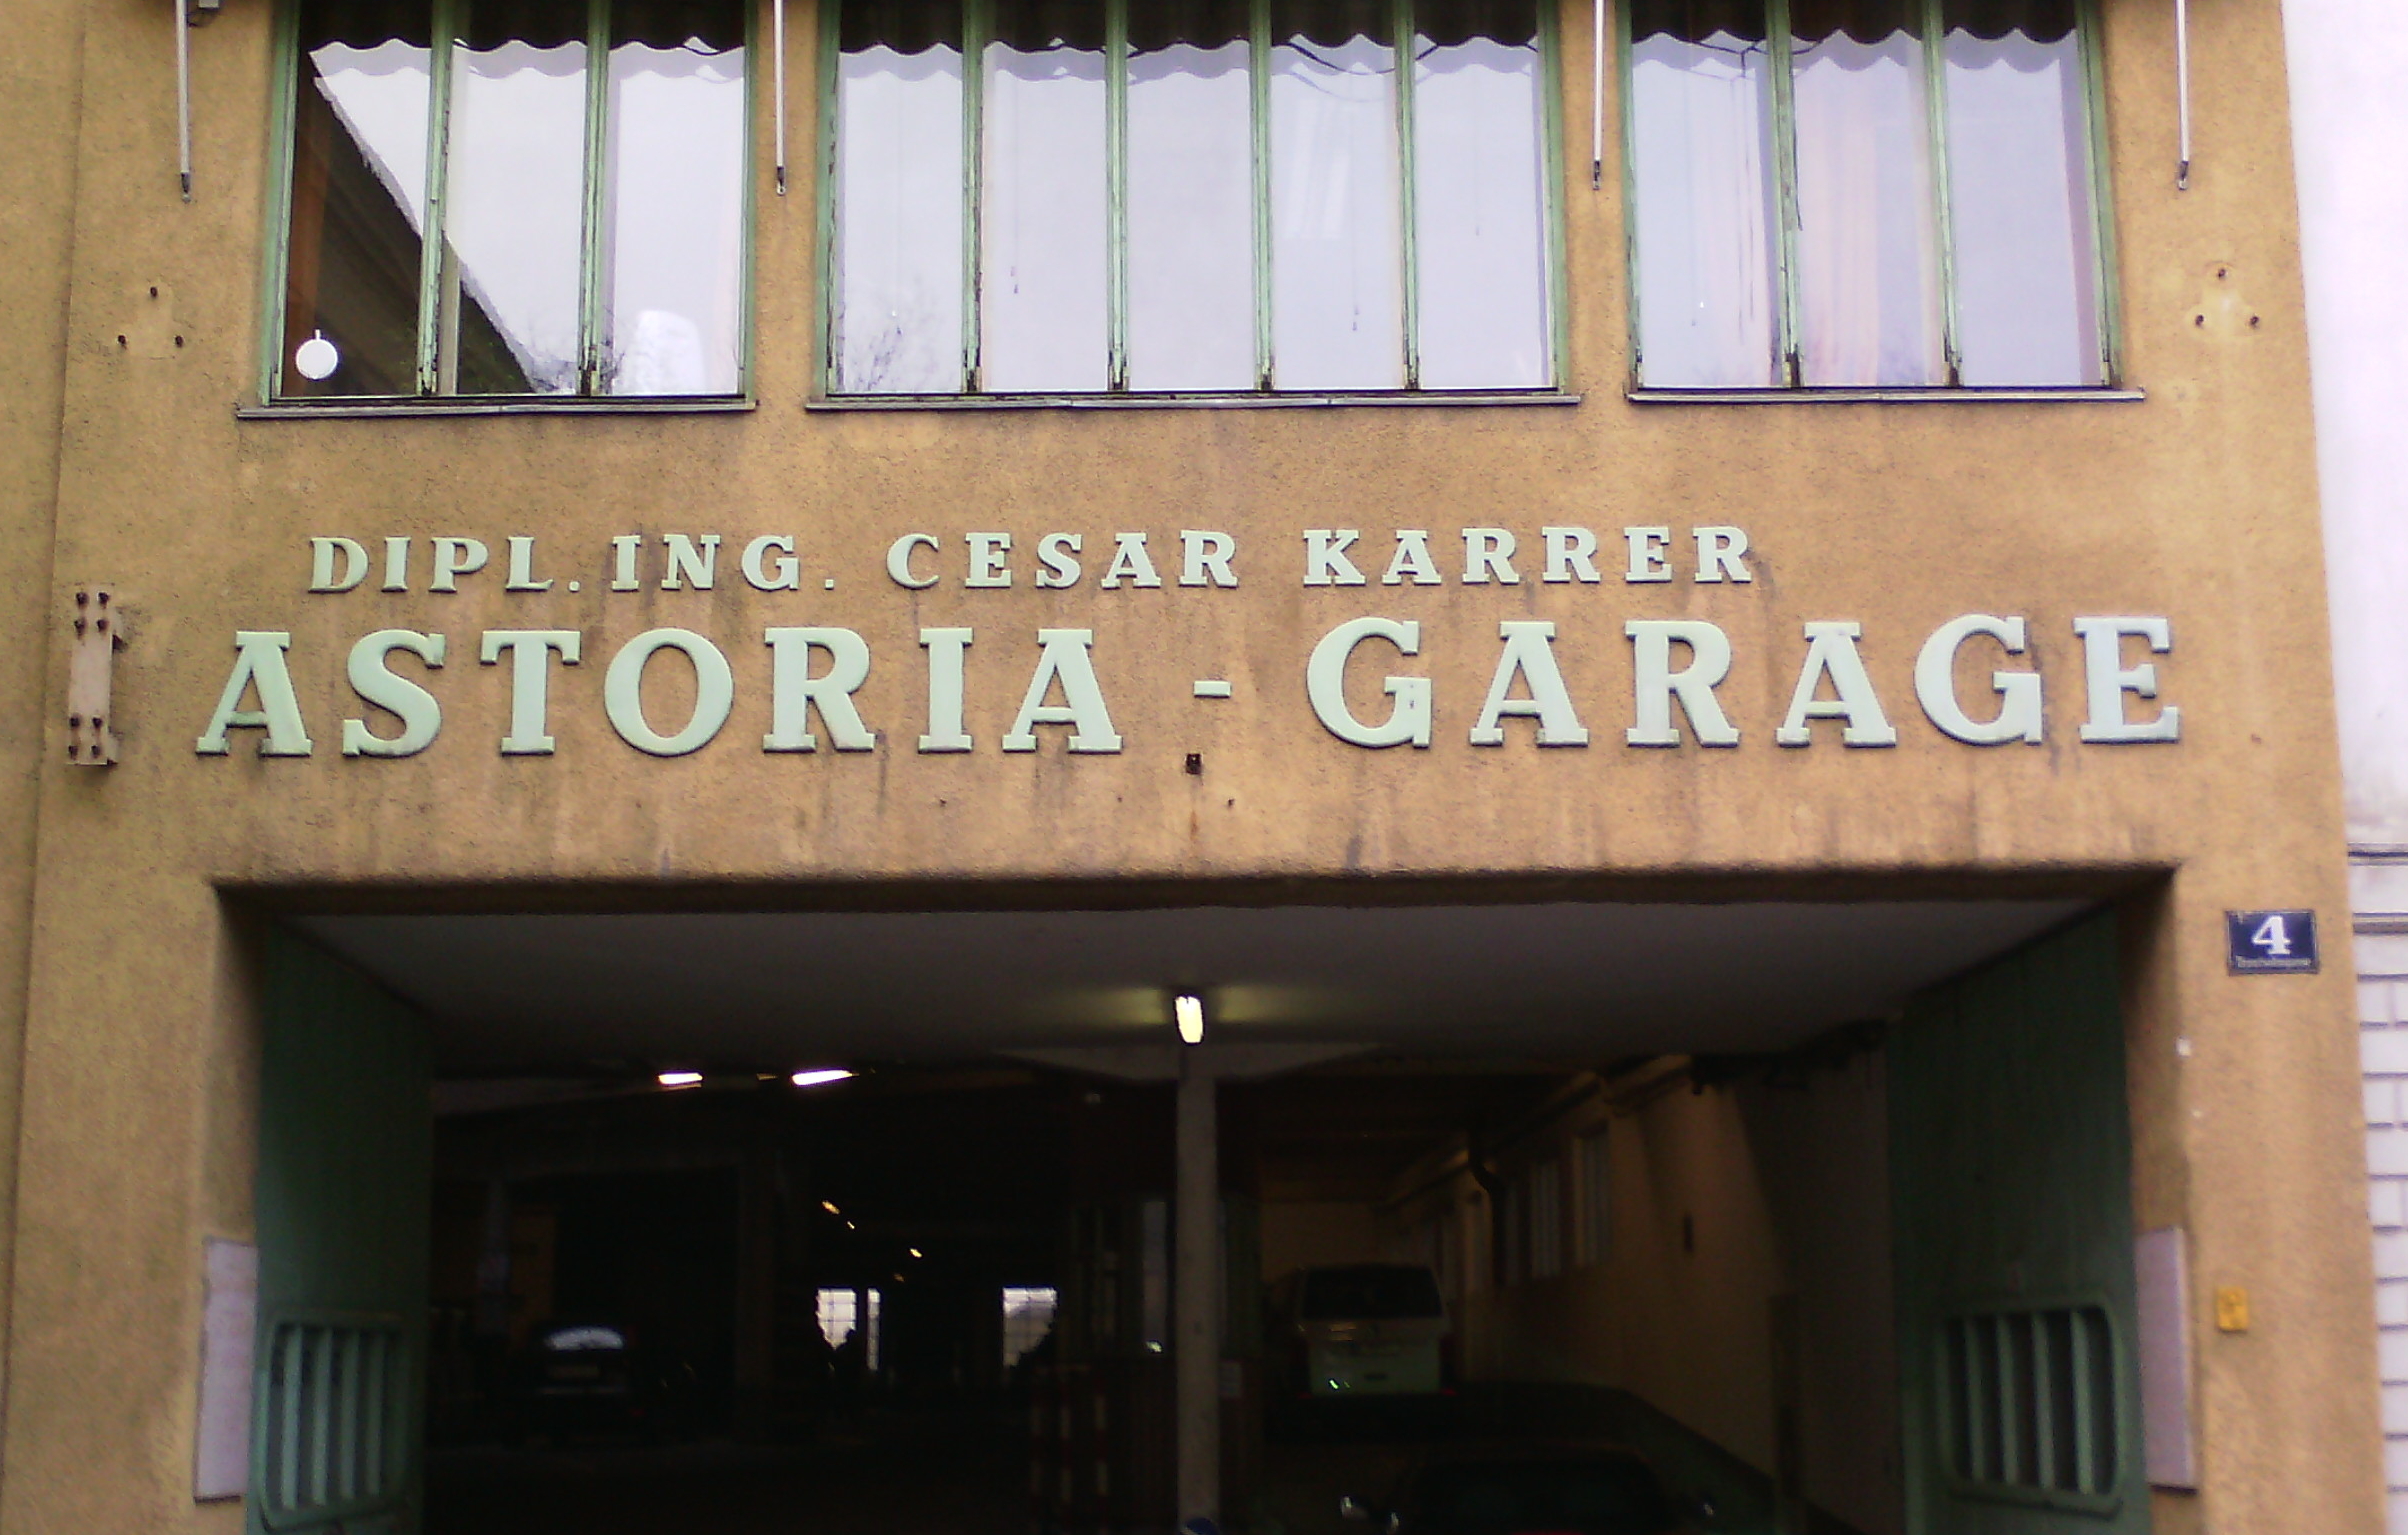 DIPL. ING. CESAR KARRER
ASTORIA - GARAGE
4